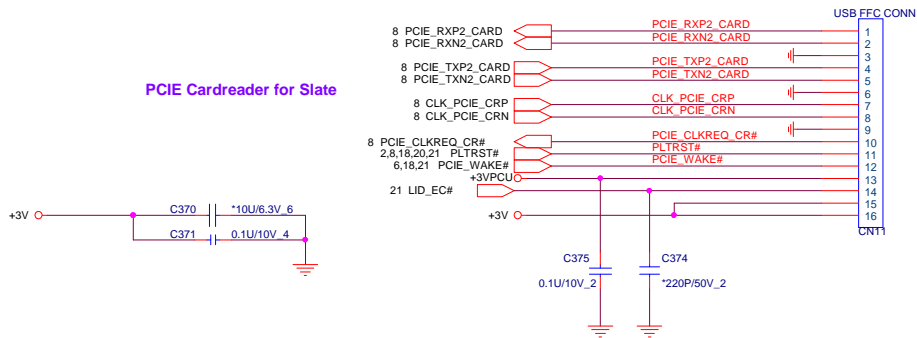 USB FFC CONN
8 PCIE_RXP2_CARD PCIE_RXP2_CARD 1
8 PCIE_RXN2_CARD PCIE_RXN2_CARD 2
3
8 PCIE_TXP2_CARD PCIE_TXP2_CARD 4
8 PCIE_TXN2_CARD PCIE_TXN2_CARD 5
PCIE Cardreader for Slate
6
8 CLK_PCIE_CRP CLK_PCIE_CRP 7
8 CLK_PCIE_CRN CLK_PCIE_CRN 8
9
8 PCIE_CLKREQ_CR# PCIE_CLKREQ_CR# 10
2,8,18,20,21 PLTRST# PLTRST# 11
6,18,21 PCIE_WAKE# PCIE_WAKE# 12
+3VPCU 13
21 LID_EC# 14
15
+3V 16
CN11
C370 *10U/6.3V_6
+3V
C371 0.1U/10V_4
C375 C374
0.1U/10V_2 *220P/50V_2